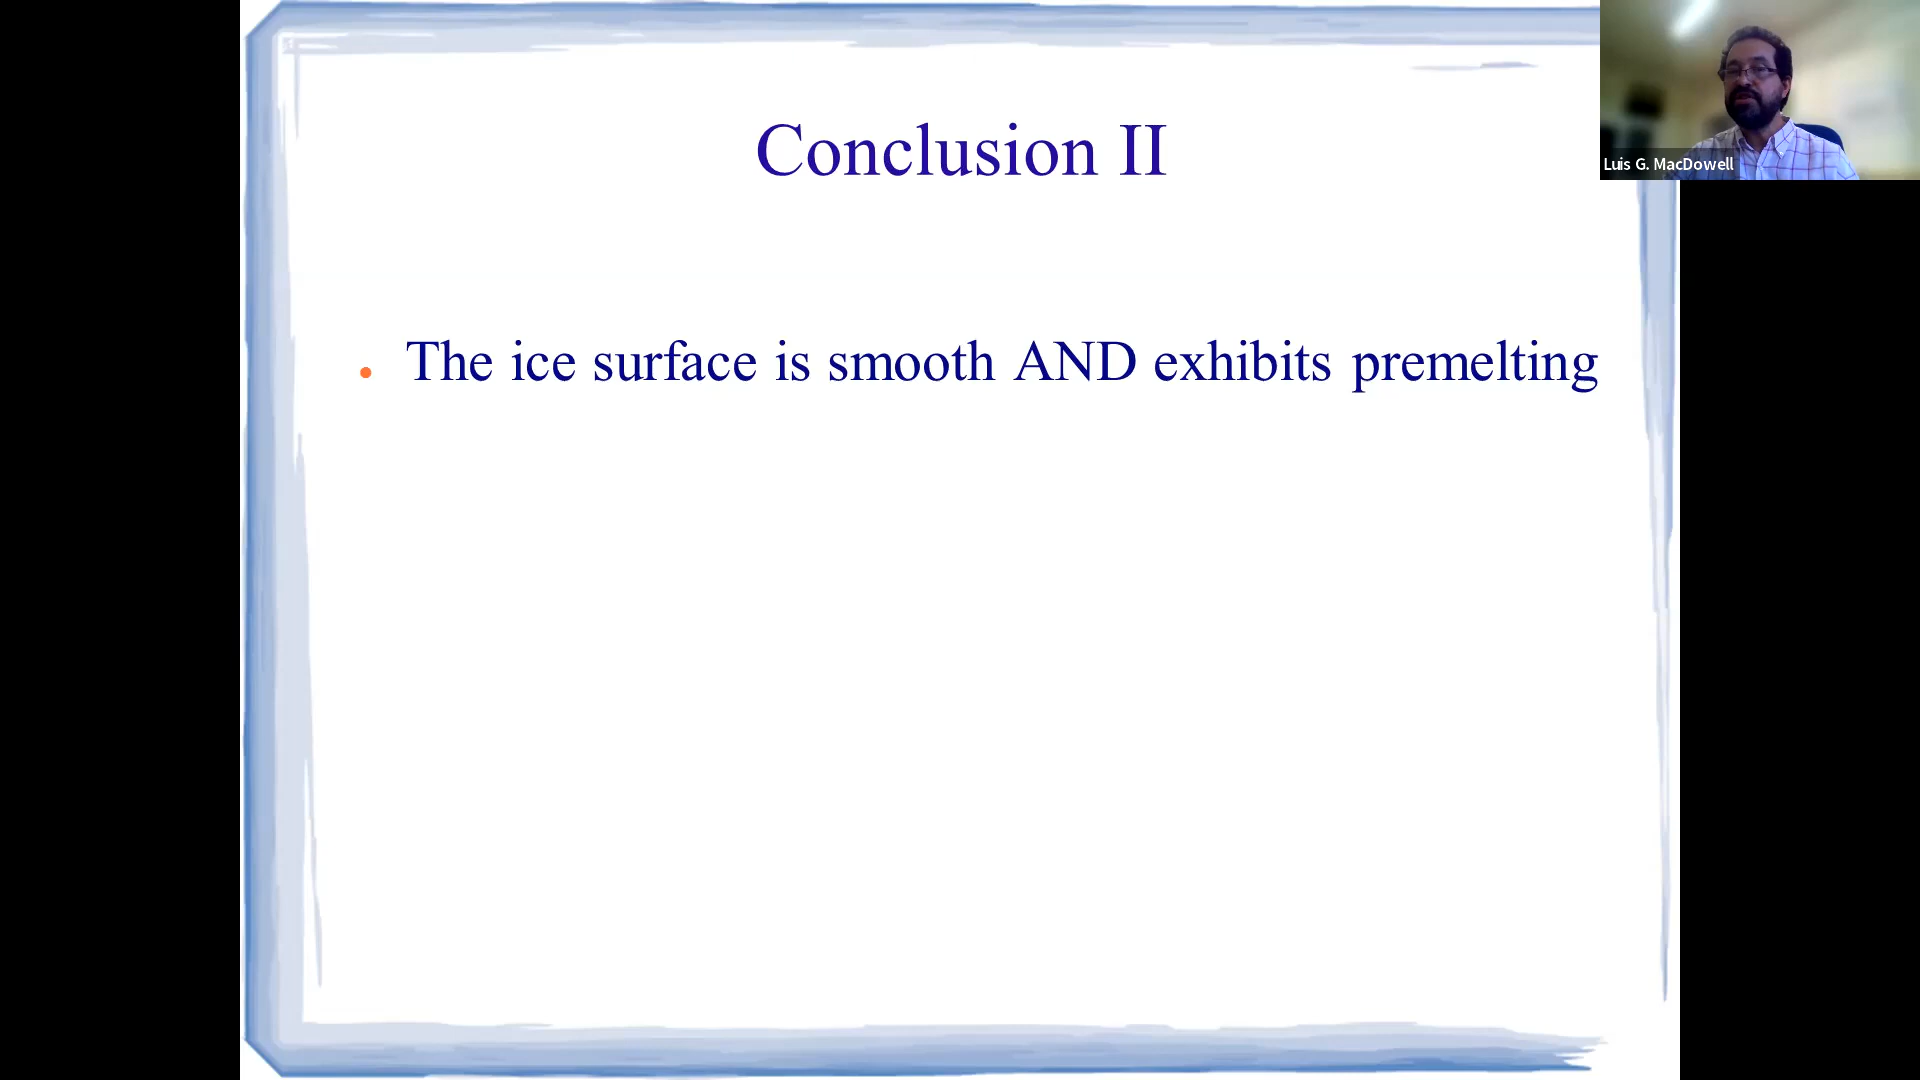 Conclusion II
Luis G. MacDowell
• The ice surface is smooth AND exhibits premelting